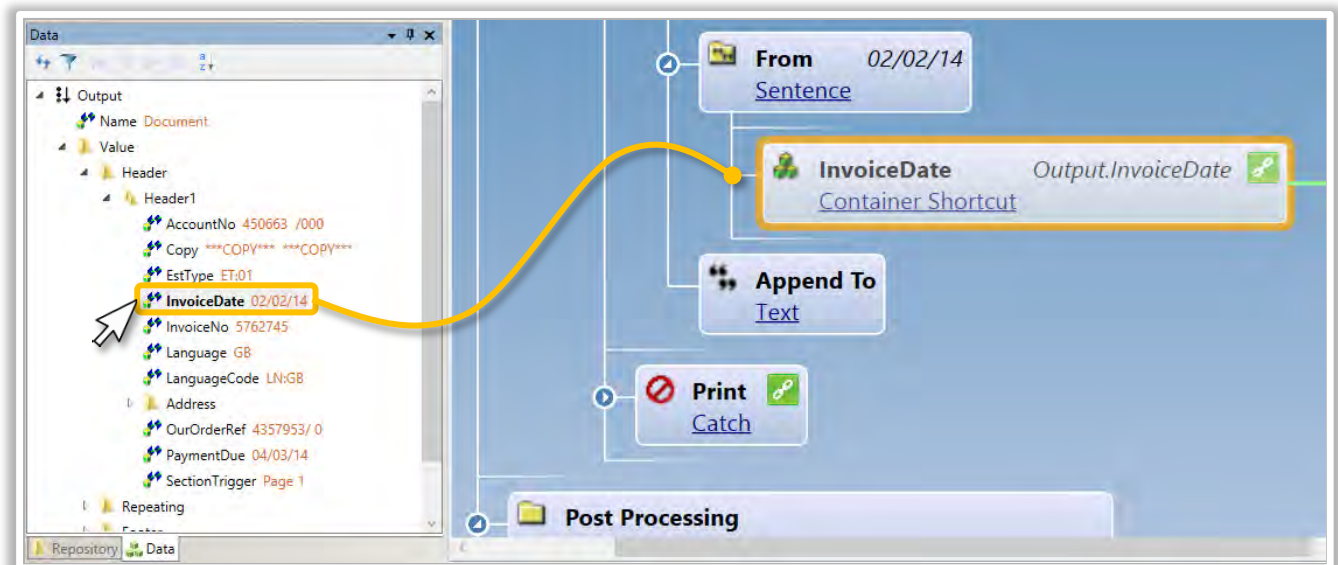 Data
Output
Name Document
Value
Header
Header1
AccountNo 450663 /000
Copy ***COPY*** ***COPY***
EstType ET:01
InvoiceDate 02/02/14
InvoiceNo 5762745
Language GB
LanguageCode LN:GB
Address
OurOrderRef 4357953/ 0
PaymentDue 04/03/14
SectionTrigger Page 1
Repeating
Footer
Repository Data
From 02/02/14
Sentence
InvoiceDate Output.InvoiceDate
Container Shortcut
Append To
Text
Print
Catch
Post Processing